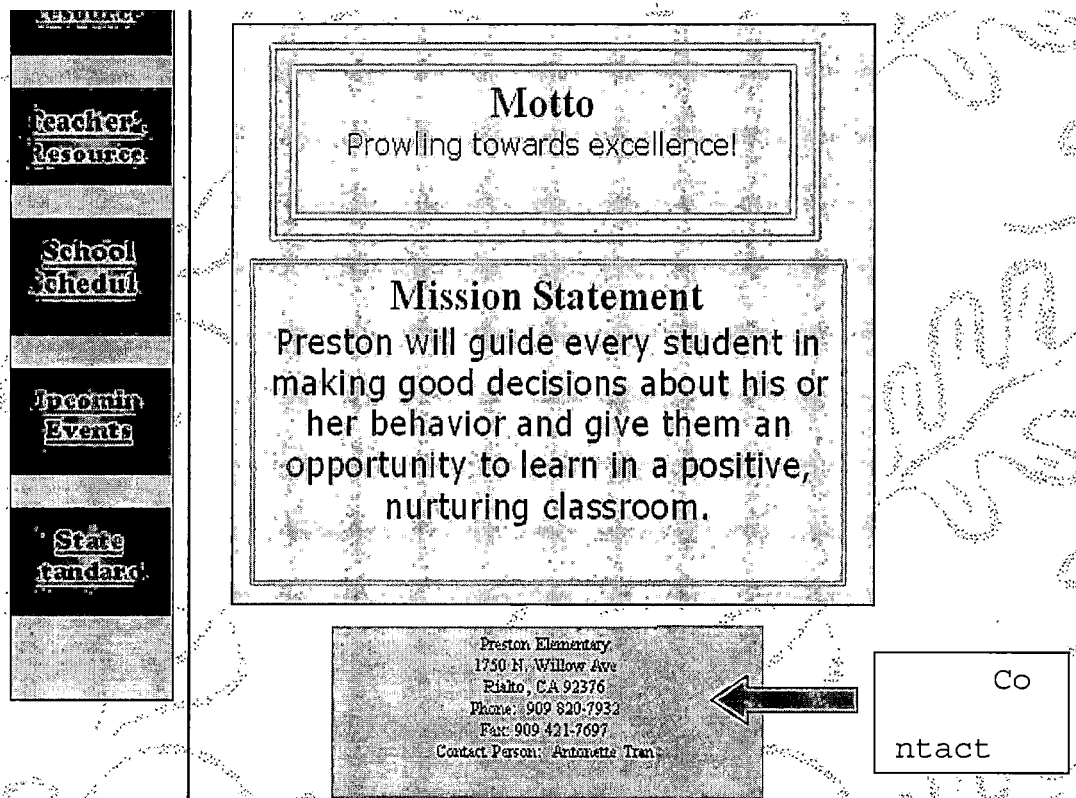 Resource
Teacher's
Resource
School
Schedul
Upcomin
Events
State
tandard
Motto
Prowling towards excellence!
Mission Statement
Preston will guide every student in
making good decisions about his or
her behavior and give them an
opportunity to learn in a positive,
nurturing classroom.
Preston Elementary
1750 N. Willow Ave
Rialto, CA 92376
Phone: 909 820-7932
Fax: 909 421-7697
Contact Person: Antonette Tran
Co
ntact